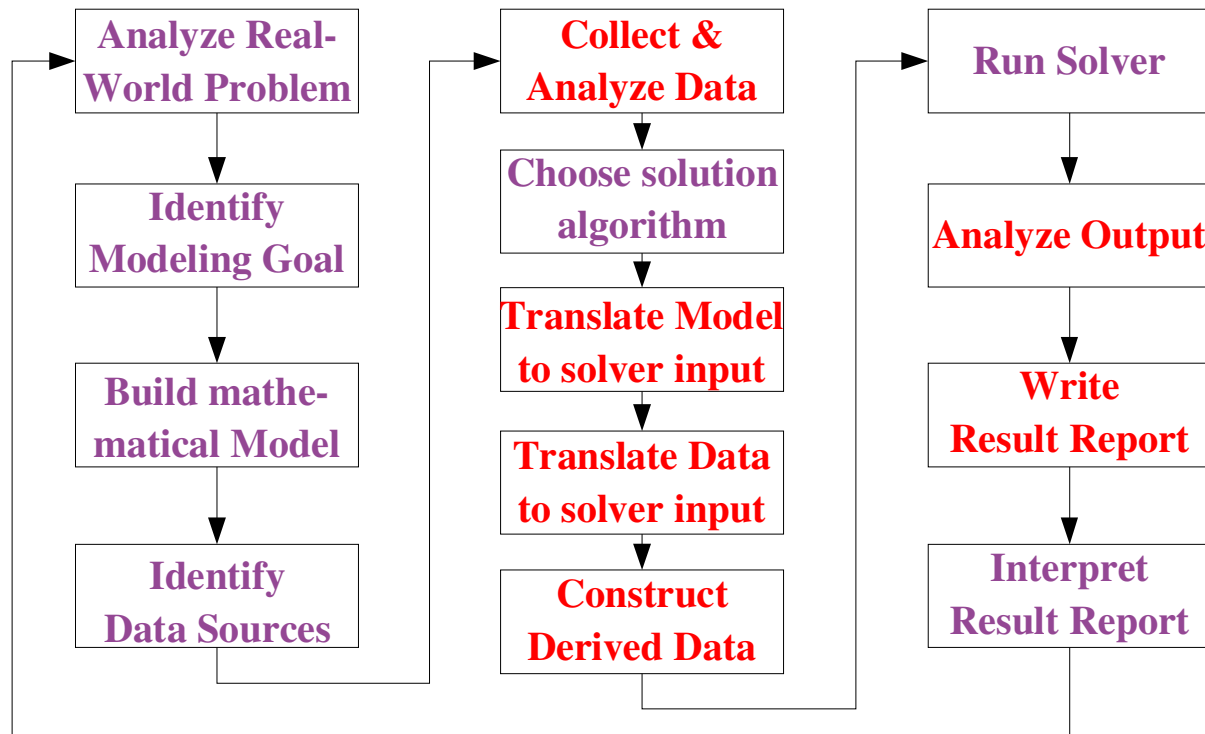 Analyze Real-
World Problem
Identify
Modeling Goal
Build mathe-
matical Model
Identify
Data Sources
Collect &
Analyze Data
Choose solution
algorithm
Translate Model
to solver input
Translate Data
to solver input
Construct
Derived Data
Run Solver
Analyze Output
Write
Result Report
Interpret
Result Report